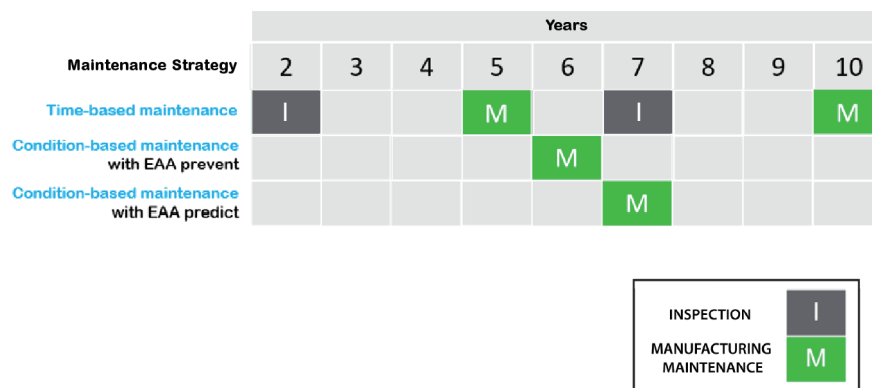 Years
Maintenance Strategy 2 3 4 5 6 7 8 9 10
Time-based maintenance I M I M
Condition-based maintenance
with EAA prevent M
Condition-based maintenance
with EAA predict M
INSPECTION I
MANUFACTURING
MAINTENANCE M